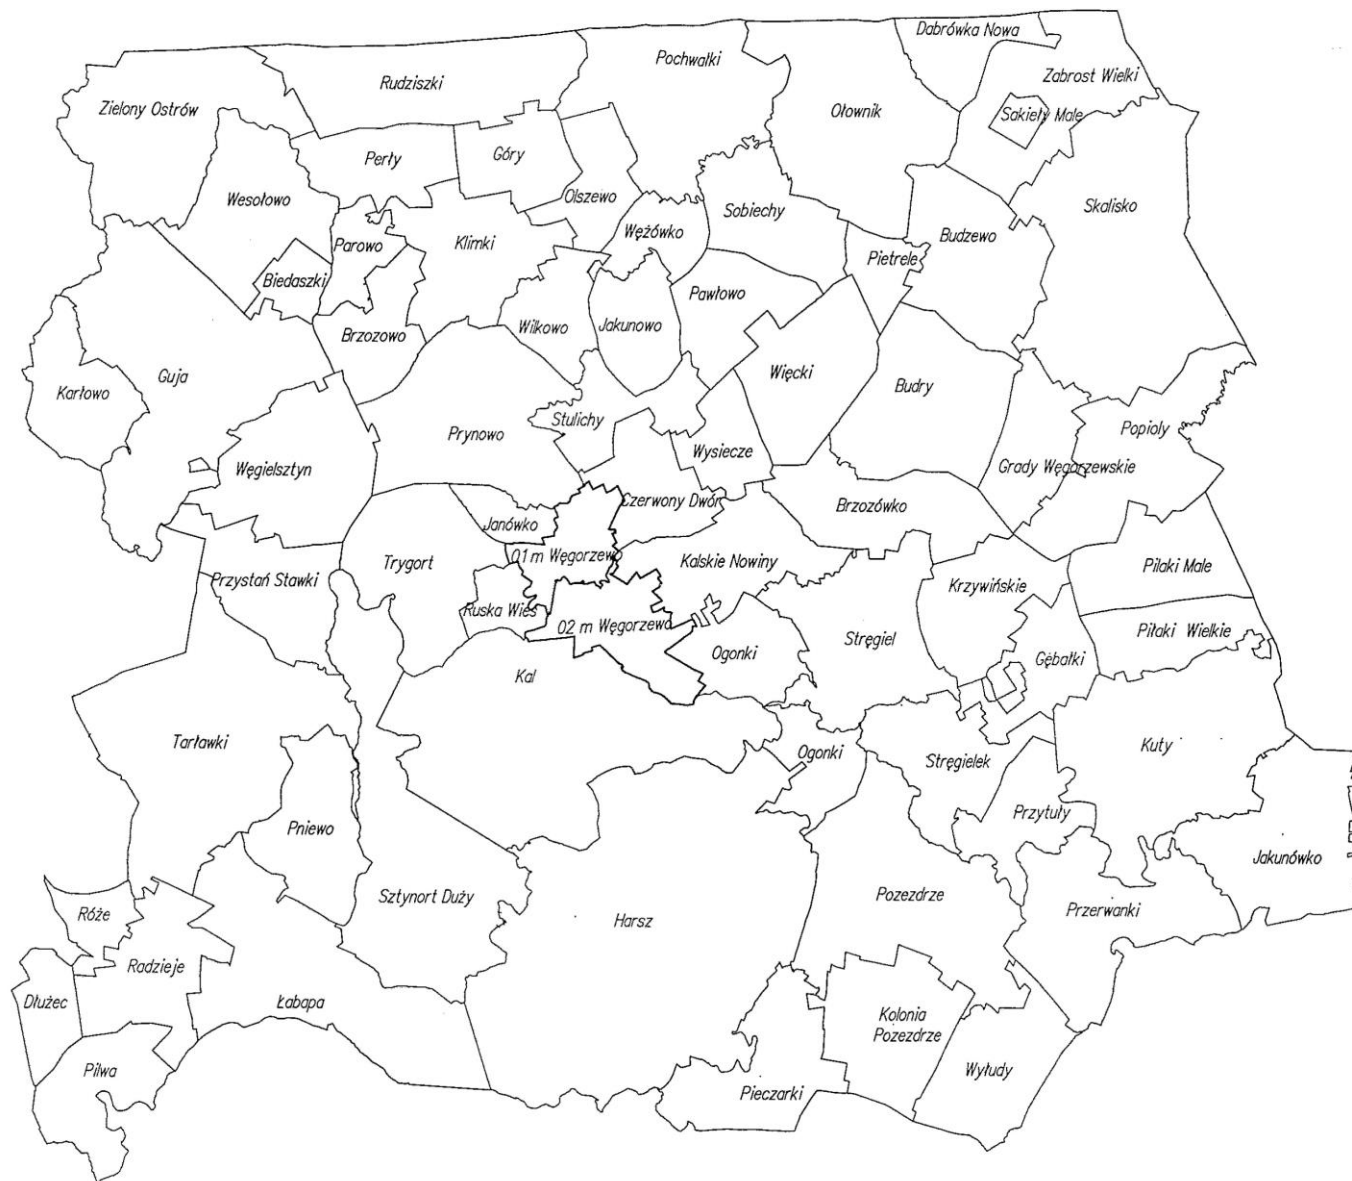 Dabrówka Nowa
Pochwałki
Rudziszki
Zabrost Wielki
Zielony Ostrów
Ołownik
Sakiely Małe
Góry
Perły
Wesołowo
Olszewo
Sobiechy
Skalisko
Wężówko
Budzewo
Parowo
Klimki
Pietrele
Biedaszki
Pawłowo
Wilkowo
Jakunowo
Brzozowo
Guja
Więcki
Karłowo
Budry
Stulichy
Popioly
Prynowo
Wysiecze
Węgielsztyn
Grady Węgorzewskie
Czerwony Dwór
Brzozówko
Janówko
01 m Węgorzewo
Trygort
Kalskie Nowiny
Pilaki Małe
Przystań Stawki
Krzywińskie
Ruska Wieś
02 m Węgorzewo
Piłaki Wielkie
Stręgiel
Ogonki
Gębałki
Kal
Tarławki
Ogonki
Stręgielek
Kuty
Przytuły
Pniewo
Jakunówko
Sztynort Duży
Pozezdrze
Róże
Harsz
Przerwanki
Radzieje
Dłużec
Łabapa
Kolonia
Pozezdrze
Pilwa
Wyłudy
Pieczarki